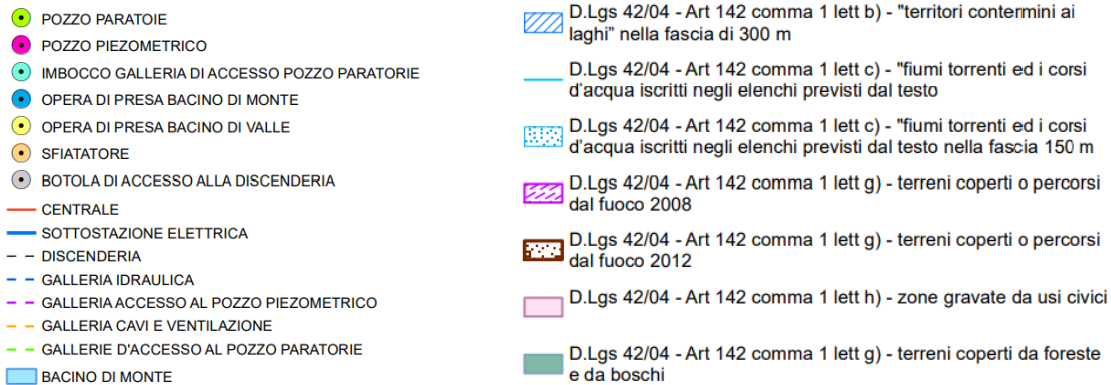 POZZO PARATOIE
POZZO PIEZOMETRICO
IMBOCCO GALLERIA DI ACCESSO POZZO PARATORIE
OPERA DI PRESA BACINO DI MONTE
OPERA DI PRESA BACINO DI VALLE
SFIATATORE
BOTOLA DI ACCESSO ALLA DISCENDERIA
CENTRALE
SOTTOSTAZIONE ELETTRICA
DISCENDERIA
GALLERIA IDRAULICA
GALLERIA ACCESSO AL POZZO PIEZOMETRICO
GALLERIA CAVI E VENTILAZIONE
GALLERIE D'ACCESSO AL POZZO PARATORIE
BACINO DI MONTE
D.Lgs 42/04 - Art 142 comma 1 lett b) - "territori contermini ai
laghi" nella fascia di 300 m
D.Lgs 42/04 - Art 142 comma 1 lett c) - "fiumi torrenti ed i corsi
d'acqua iscritti negli elenchi previsti dal testo
D.Lgs 42/04 - Art 142 comma 1 lett c) - "fiumi torrenti ed i corsi
d'acqua iscritti negli elenchi previsti dal testo nella fascia 150 m
D.Lgs 42/04 - Art 142 comma 1 lett g) - terreni coperti o percorsi
dal fuoco 2008
D.Lgs 42/04 - Art 142 comma 1 lett g) - terreni coperti o percorsi
dal fuoco 2012
D.Lgs 42/04 - Art 142 comma 1 lett h) - zone gravate da usi civici
D.Lgs 42/04 - Art 142 comma 1 lett g) - terreni coperti da foreste
e da boschi